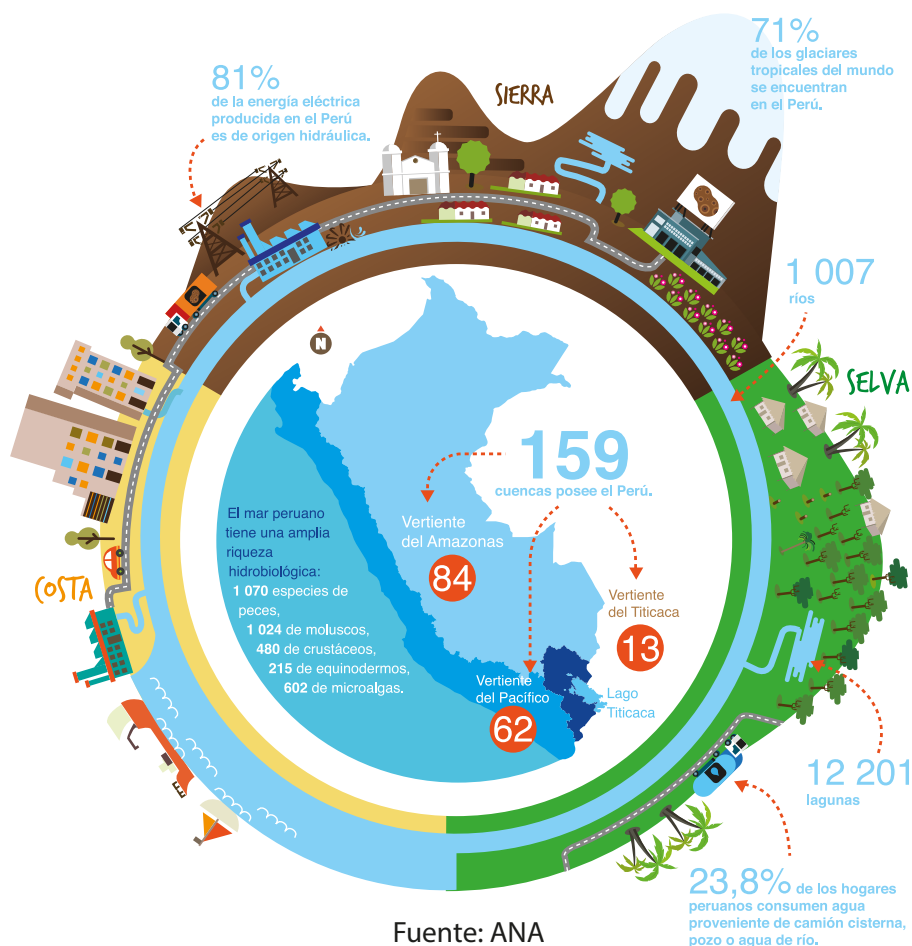 81%
de la energía eléctrica
producida en el Perú
es de origen hidráulica.
SIERRA
71%
de los glaciares
tropicales del mundo
se encuentran
en el Perú.
1 007
ríos
SELVA
N
159
cuencas posee el Perú.
Vertiente
del Amazonas
84
El mar peruano
tiene una amplia
riqueza
hidrobiológica:
1 070 especies de
peces,
1 024 de moluscos,
480 de crustáceos,
215 de equinodermos,
602 de microalgas.
COSTA
Vertiente
del Titicaca
13
Vertiente
del Pacífico
62
Lago
Titicaca
12 201
lagunas
23,8% de los hogares
peruanos consumen agua
proveniente de camión cisterna,
pozo o agua de río.
Fuente: ANA